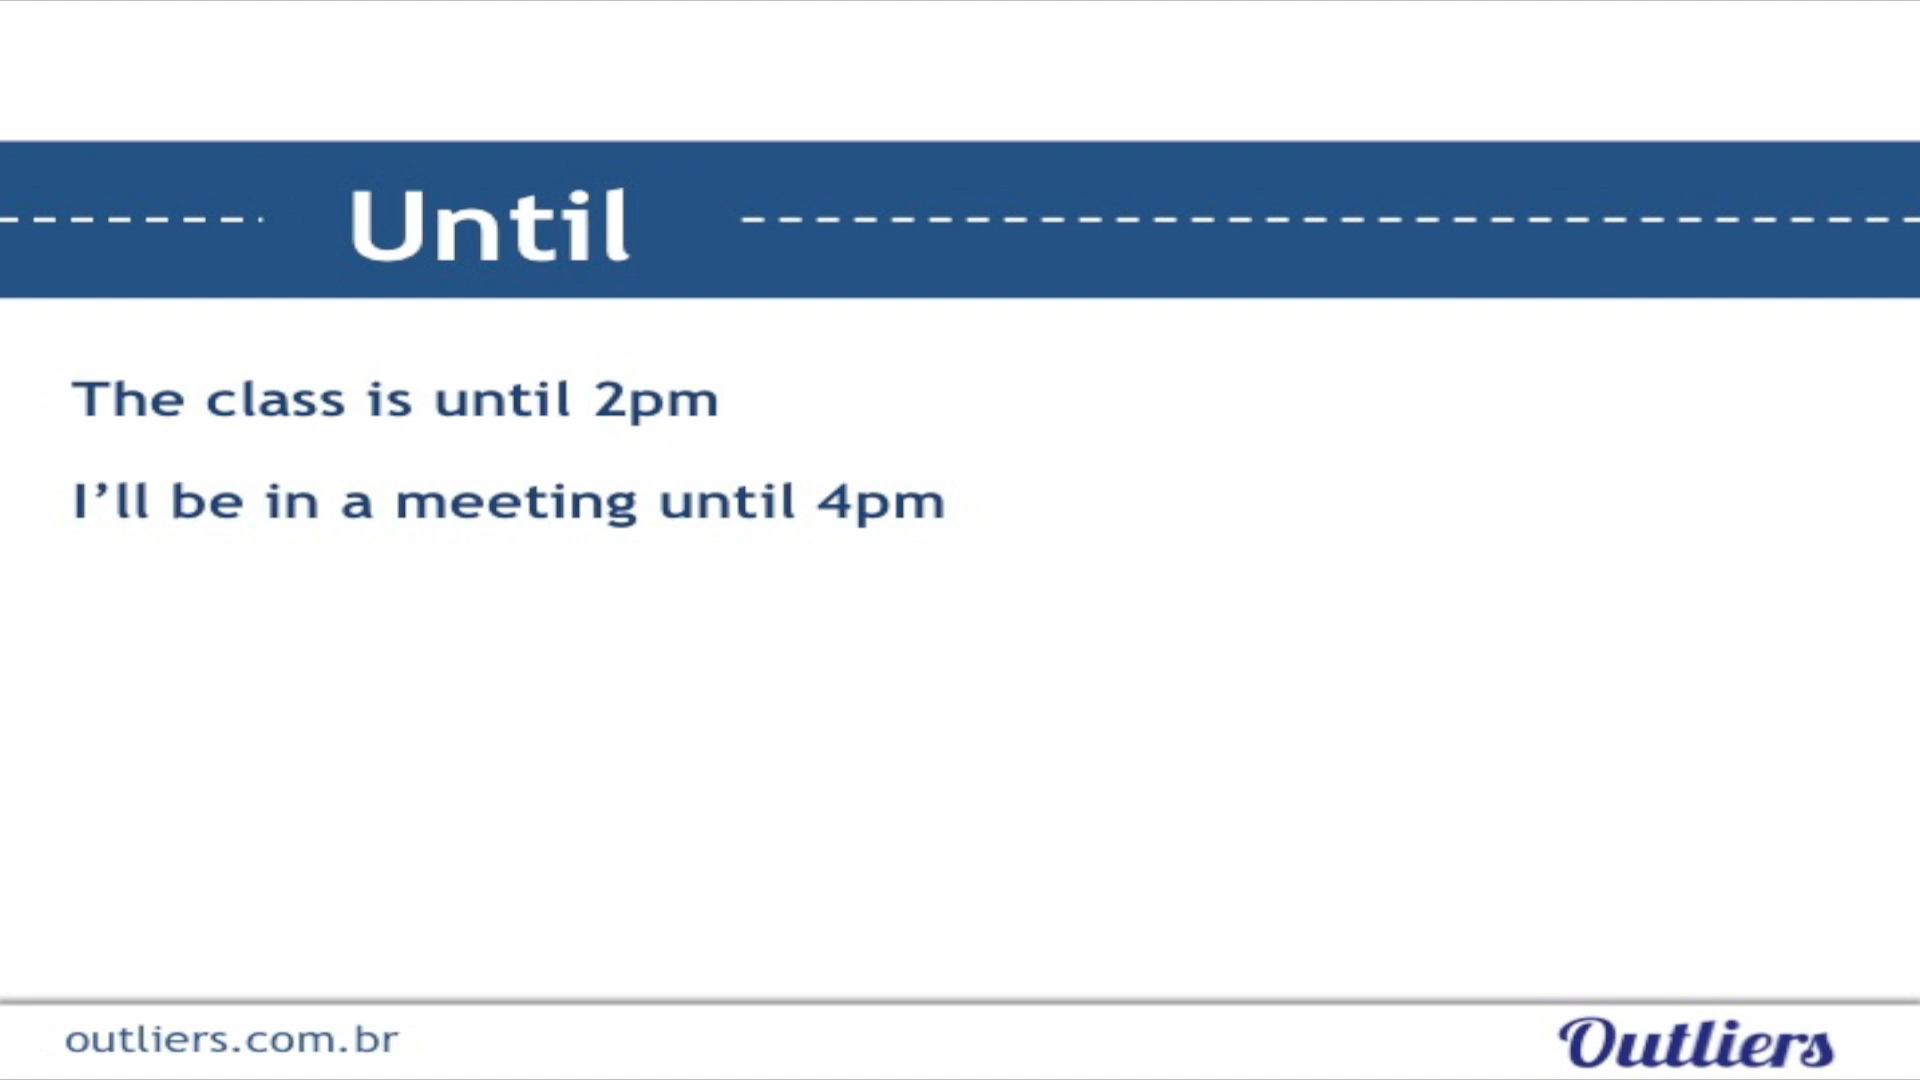 Until
The class is until 2pm
I’ll be in a meeting until 4pm
outliers.com.br
Outliers